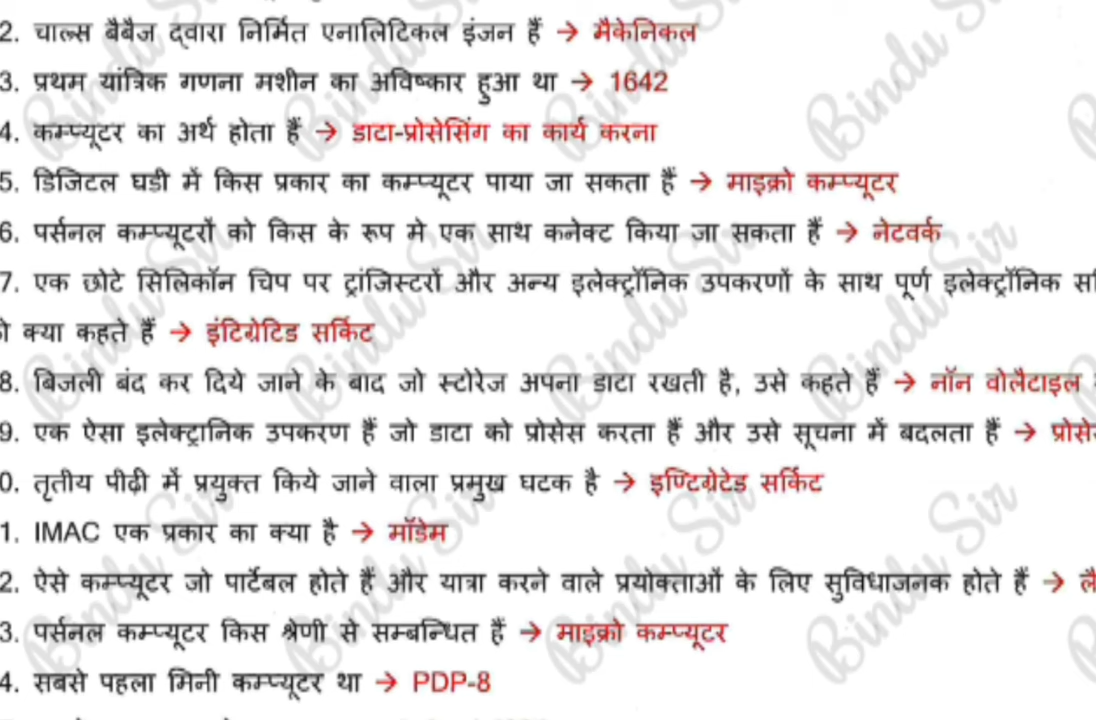 2. चार्ल्स बैबेज द्वारा निर्मित एनालिटिकल इंजन हैं → मैकेनिकल
3. प्रथम यांत्रिक गणना मशीन का अविष्कार हुआ था → 1642
4. कम्प्यूटर का अर्थ होता हैं → डाटा-प्रोसेसिंग का कार्य करना
5. डिजिटल घडी में किस प्रकार का कम्प्यूटर पाया जा सकता हैं → माइक्रो कम्प्यूटर
6. पर्सनल कम्प्यूटरों को किस के रूप मे एक साथ कनेक्ट किया जा सकता हैं → नेटवर्क
7. एक छोटे सिलिकॉन चिप पर ट्रांजिस्टरों और अन्य इलेक्ट्रॉनिक उपकरणों के साथ पूर्ण इलेक्ट्रॉनिक
क्या कहते हैं → इंटिग्रेटिड सर्किट
8. बिजली बंद कर दिये जाने के बाद जो स्टोरेज अपना डाटा रखती है, उसे कहते हैं → नॉन वोलैटाइल
9. एक ऐसा इलेक्ट्रानिक उपकरण हैं जो डाटा को प्रोसेस करता हैं और उसे सूचना में बदलता हैं → प्रोसे
0. तृतीय पीढ़ी में प्रयुक्त किये जाने वाला प्रमुख घटक है → इण्टिग्रेटेड सर्किट
1. IMAC एक प्रकार का क्या है → मॉडेम
2. ऐसे कम्प्यूटर जो पार्टेबल होते हैं और यात्रा करने वाले प्रयोक्ताओं के लिए सुविधाजनक होते हैं → लै
3. पर्सनल कम्प्यूटर किस श्रेणी से सम्बन्धित हैं → माइक्रो कम्प्यूटर
4. सबसे पहला मिनी कम्प्यूटर था → PDP-8
Bindu Sir